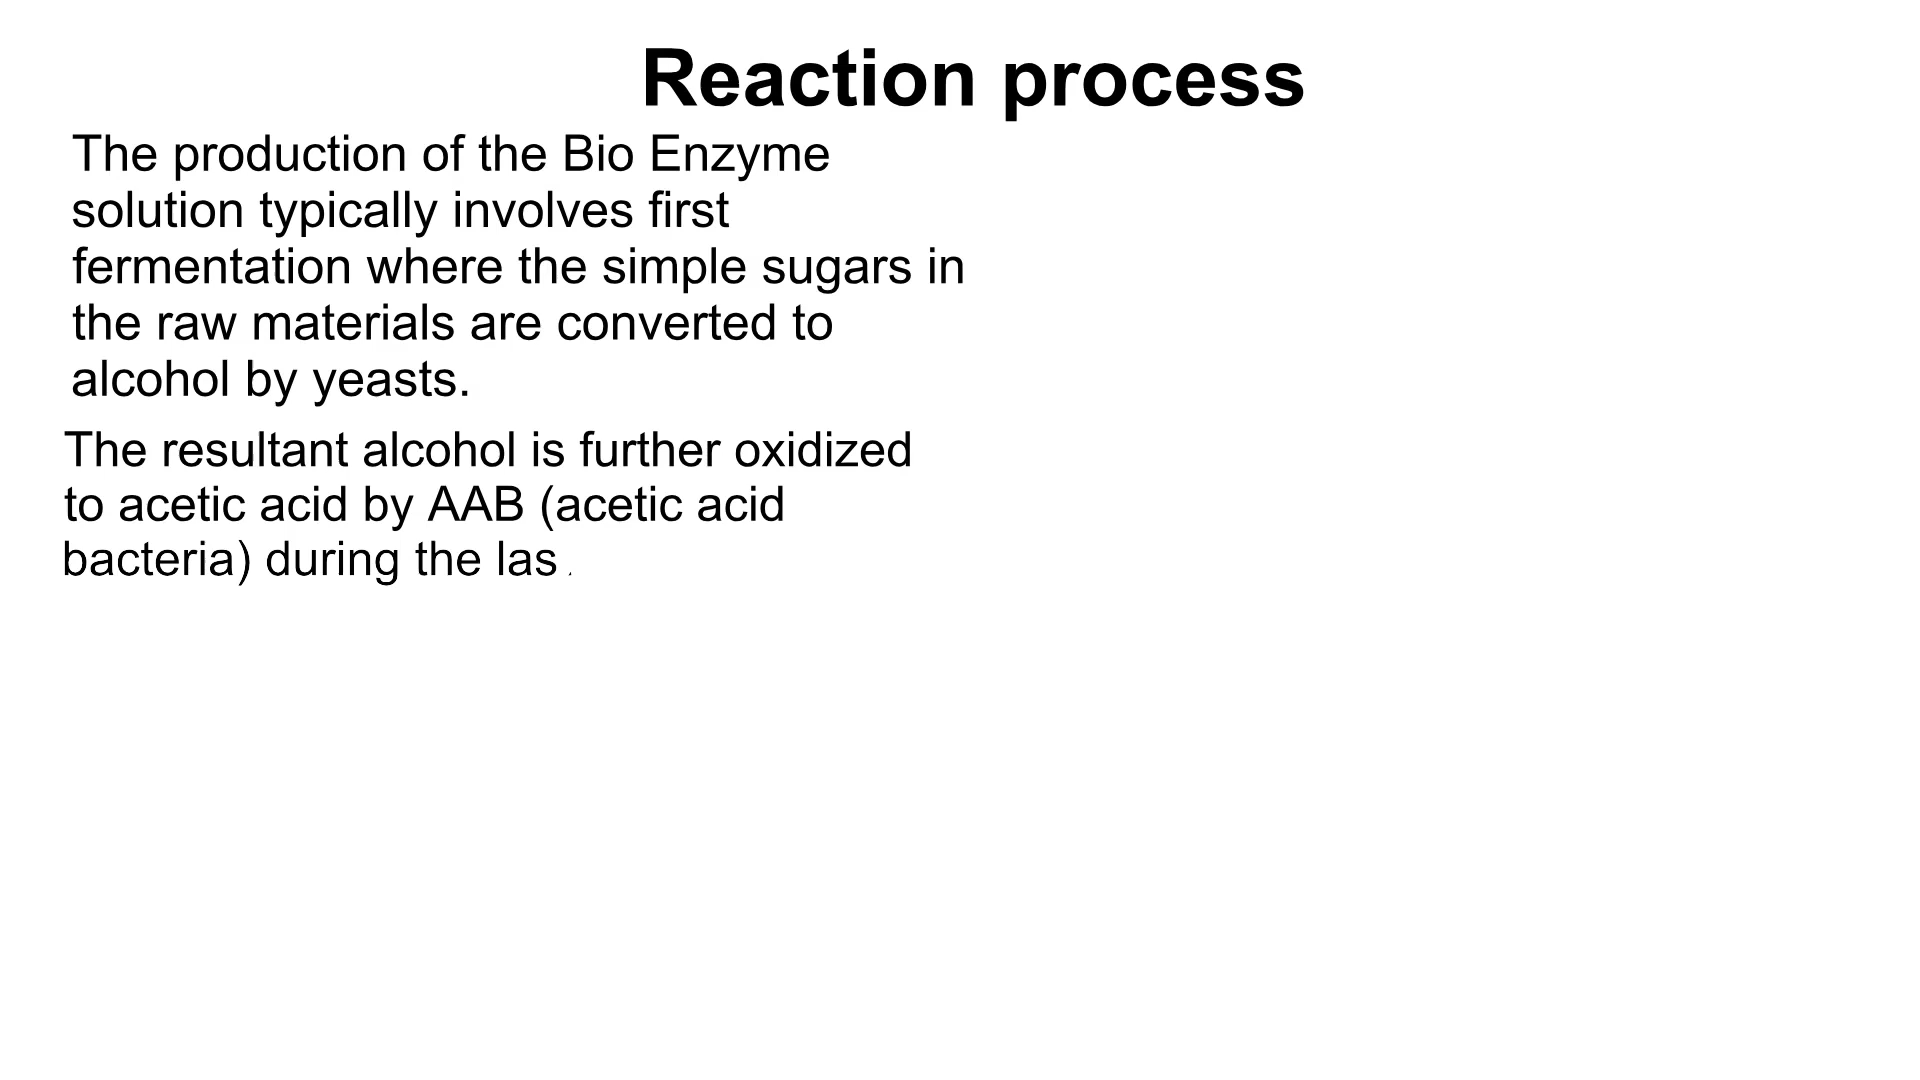 Reaction process
The production of the Bio Enzyme
solution typically involves first
fermentation where the simple sugars in
the raw materials are converted to
alcohol by yeasts.
The resultant alcohol is further oxidized
to acetic acid by AAB (acetic acid
bacteria) during the las